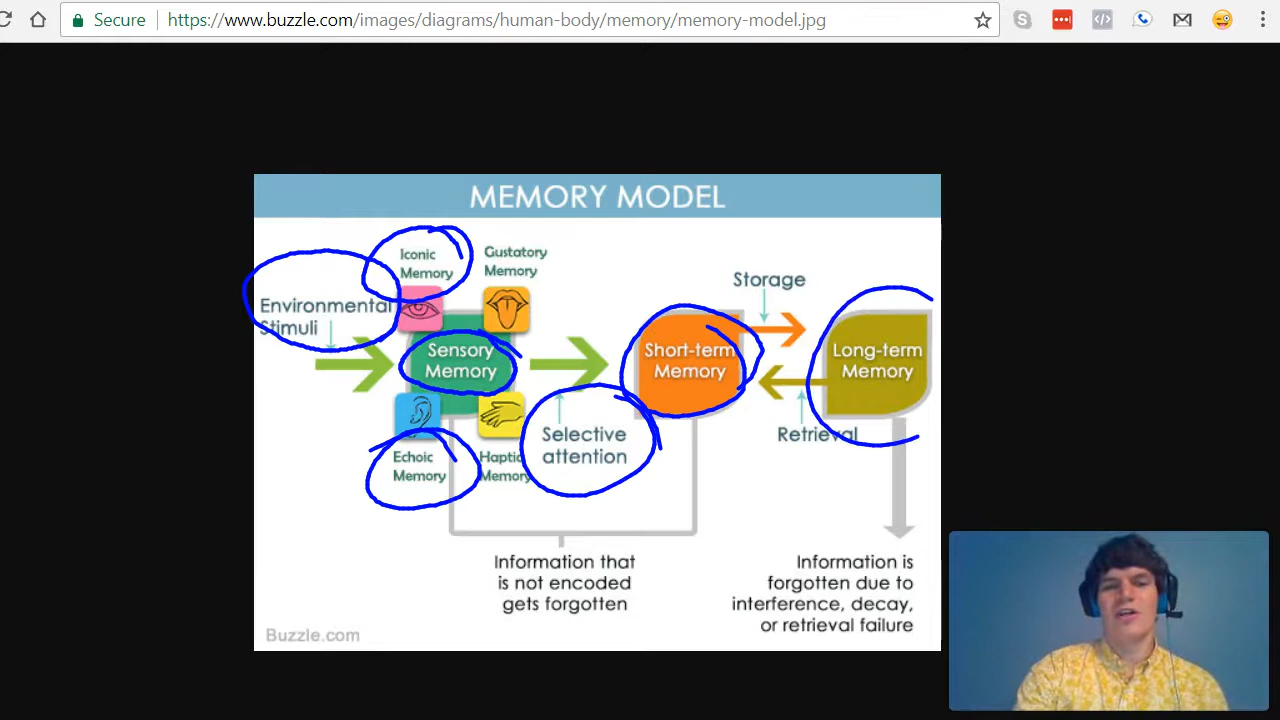 Secure
https://www.buzzle.com/images/diagrams/human-body/memory/memory-model.jpg
MEMORY MODEL
Environmental
Stimuli
Iconic
Memory
Gustatory
Memory
Sensory
Memory
Echoic
Memory
Haptic
Memory
Selective
attention
Short-term
Memory
Storage
Retrieval
Long-term
Memory
Information that
is not encoded
gets forgotten
Information is
forgotten due to
interference, decay,
or retrieval failure
Buzzle.com